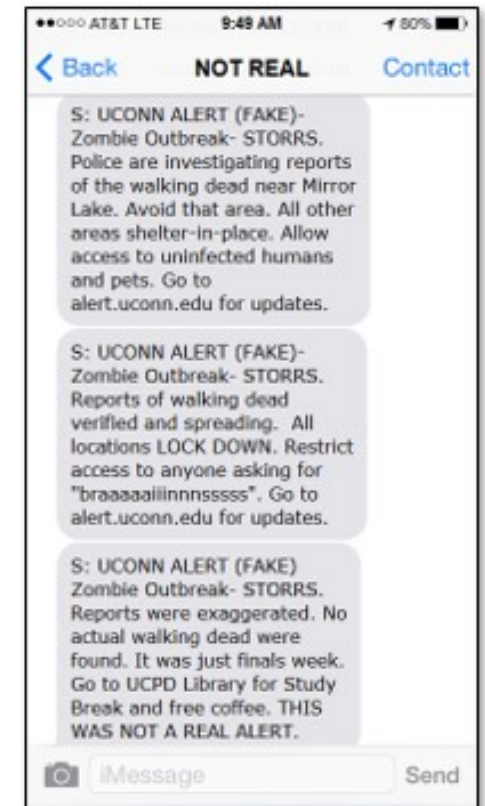 AT&T LTE 9:49 AM 80%
Back NOT REAL Contact
S: UCONN ALERT (FAKE)-
Zombie Outbreak- STORRS.
Police are investigating reports
of the walking dead near Mirror
Lake. Avoid that area. All other
areas shelter-in-place. Allow
access to uninfected humans
and pets. Go to
alert.uconn.edu for updates.
S: UCONN ALERT (FAKE)-
Zombie Outbreak- STORRS.
Reports of walking dead
verified and spreading. All
locations LOCK DOWN. Restrict
access to anyone asking for
"braaaaaliiinnnsssss". Go to
alert.uconn.edu for updates.
S: UCONN ALERT (FAKE)
Zombie Outbreak- STORRS.
Reports were exaggerated. No
actual walking dead were
found. It was just finals week.
Go to UCPD Library for Study
Break and free coffee. THIS
WAS NOT A REAL ALERT.
iMessage Send